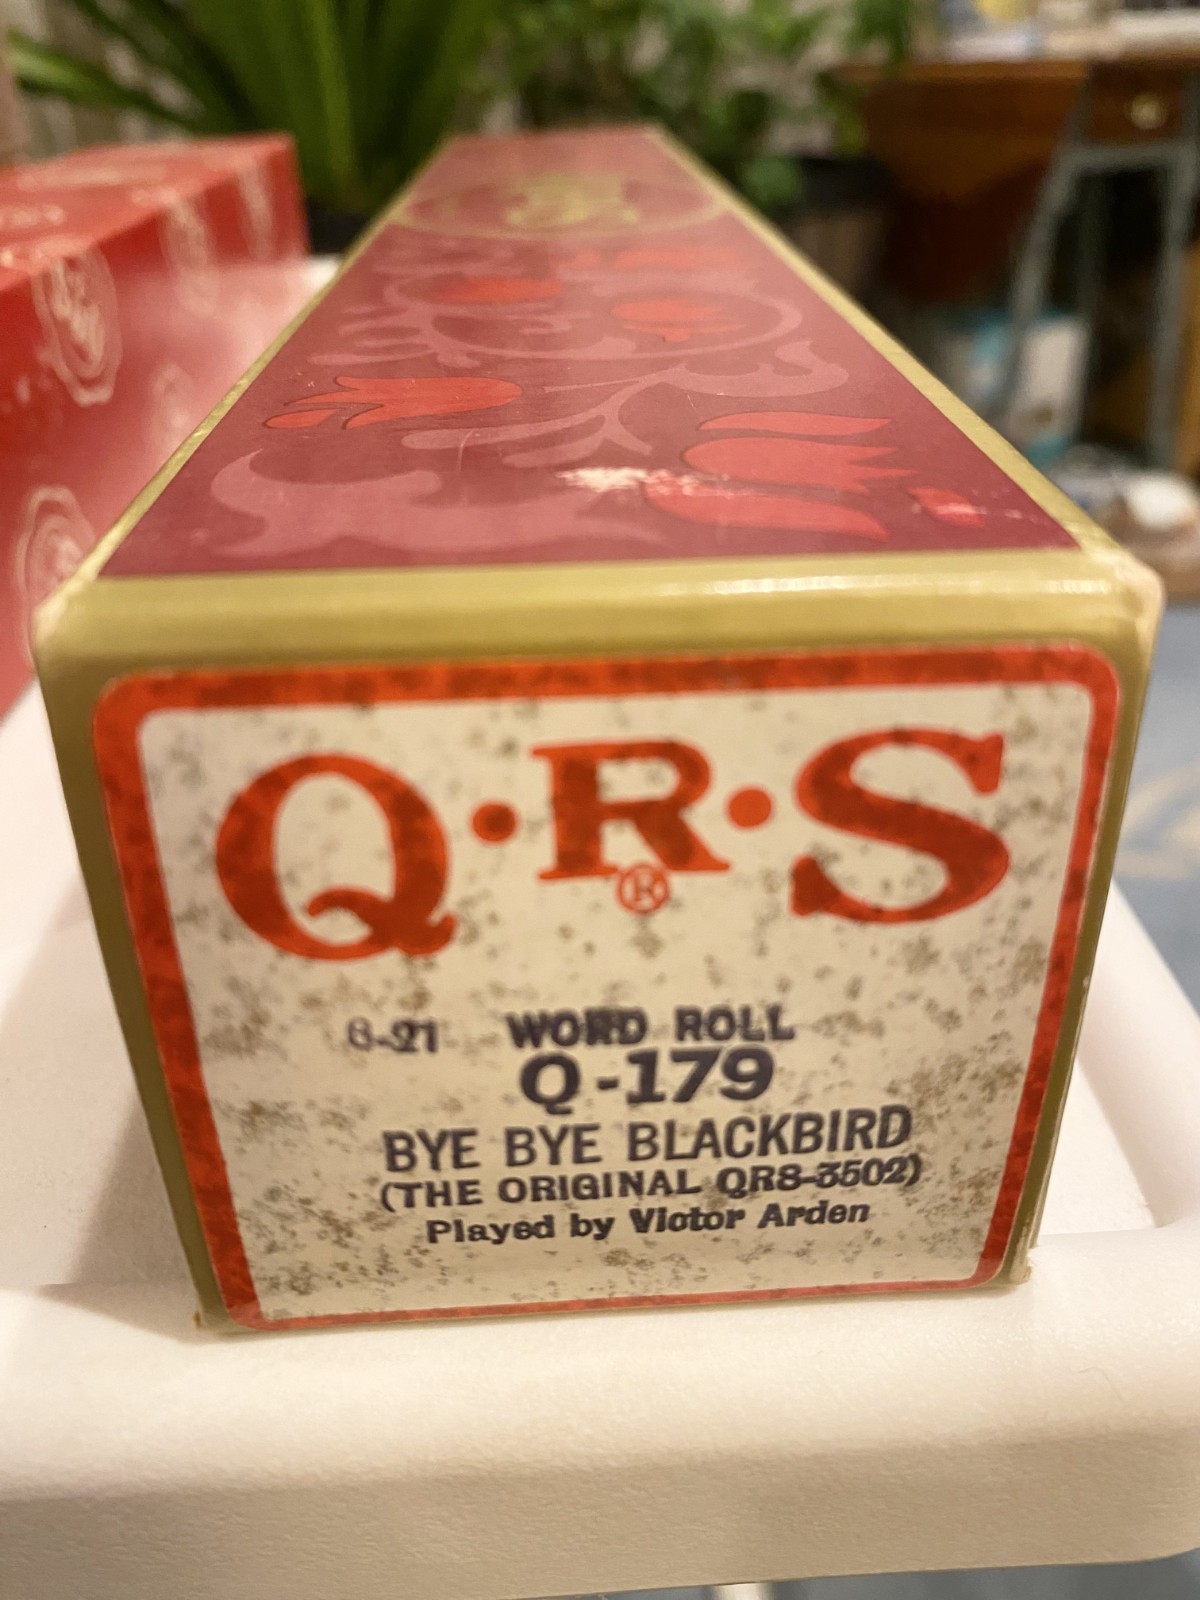 Q·R·S
®
6-21 WORD ROLL
Q-179
BYE BYE BLACKBIRD
(THE ORIGINAL QRS-3502)
Played by Victor Arden